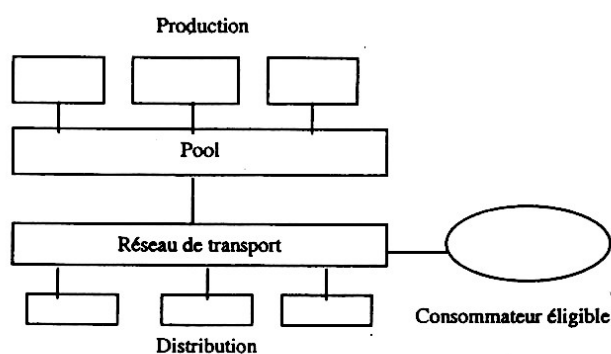 Production
Pool
Réseau de transport
Consommateur éligible
Distribution